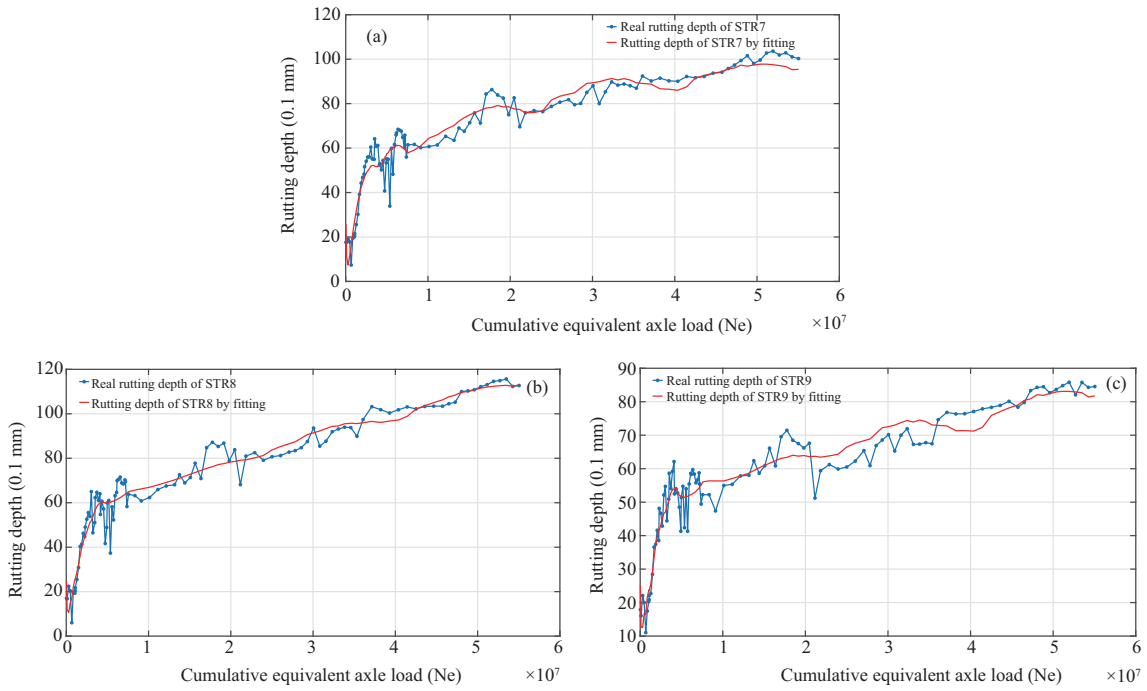 120
100
80
60
40
20
0
Rutting depth (0.1 mm)
(a)
Real rutting depth of STR7
Rutting depth of STR7 by fitting
0 1 2 3 4 5 6
Cumulative equivalent axle load (Ne)
×10⁷
120
100
80
60
40
20
0
Rutting depth (0.1 mm)
Real rutting depth of STR8
Rutting depth of STR8 by fitting
(b)
0 1 2 3 4 5 6
Cumulative equivalent axle load (Ne)
×10⁷
90
80
70
60
50
40
30
20
10
Rutting depth (0.1 mm)
Real rutting depth of STR9
Rutting depth of STR9 by fitting
(c)
0 1 2 3 4 5 6
Cumulative equivalent axle load (Ne)
×10⁷